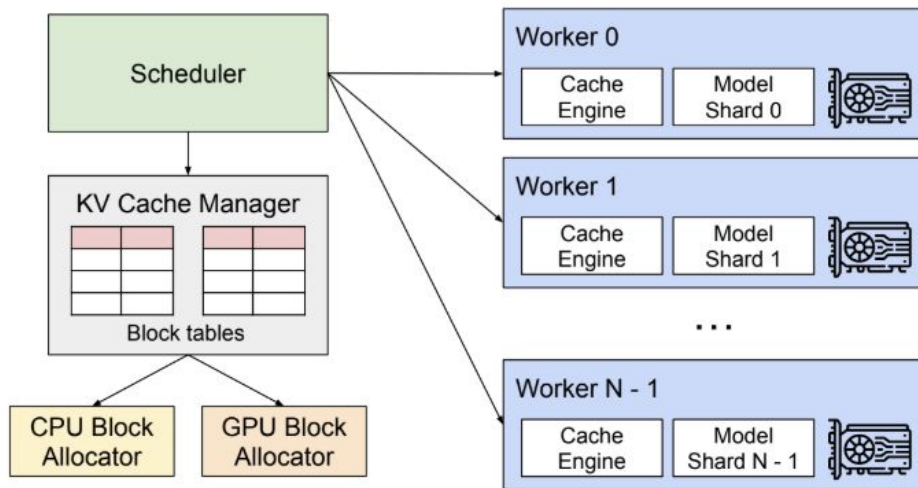 Scheduler
KV Cache Manager
Block tables
CPU Block
Allocator
GPU Block
Allocator
Worker 0
Cache
Engine
Model
Shard 0
Worker 1
Cache
Engine
Model
Shard 1
...
Worker N - 1
Cache
Engine
Model
Shard N - 1